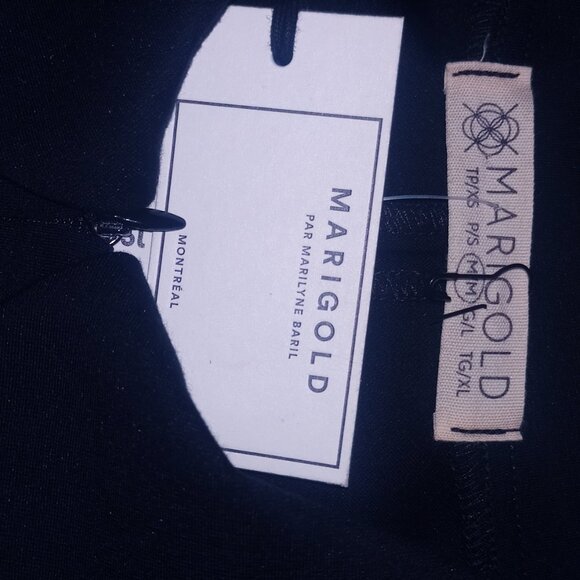 MARIGOLD
PAR MARILYNE BARIL
MONTRÉAL
MARIGOLD
TP/XS P/S M/M G/L TG/XL